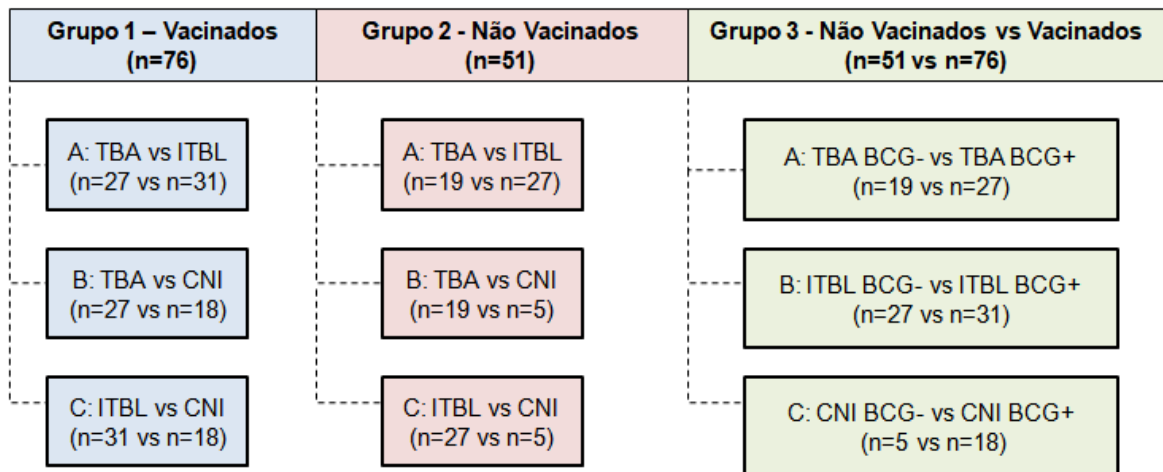 Grupo 1 – Vacinados
(n=76)
Grupo 2 - Não Vacinados
(n=51)
Grupo 3 - Não Vacinados vs Vacinados
(n=51 vs n=76)
A: TBA vs ITBL
(n=27 vs n=31)
A: TBA vs ITBL
(n=19 vs n=27)
A: TBA BCG- vs TBA BCG+
(n=19 vs n=27)
B: TBA vs CNI
(n=27 vs n=18)
B: TBA vs CNI
(n=19 vs n=5)
B: ITBL BCG- vs ITBL BCG+
(n=27 vs n=31)
C: ITBL vs CNI
(n=31 vs n=18)
C: ITBL vs CNI
(n=27 vs n=5)
C: CNI BCG- vs CNI BCG+
(n=5 vs n=18)